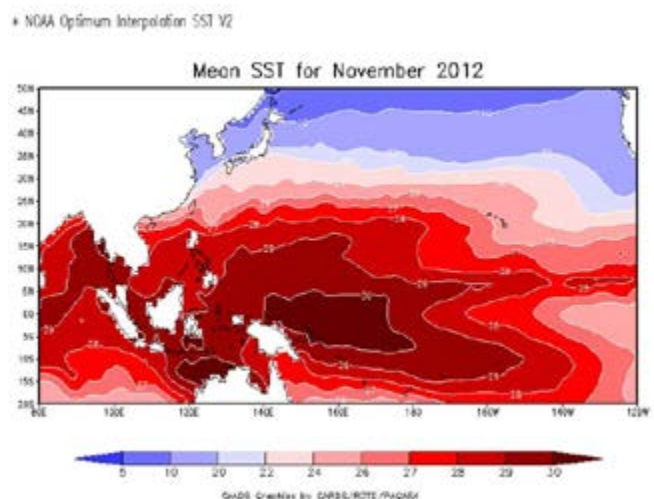 * NOAA Optimum Interpolation SST V2
Mean SST for November 2012
50N
45N
40N
35N
30N
25N
20N
15N
10N
5N
EQ
5S
10S
15S
20S
80E 100E 120E 140E 160E 180 160W 140W 120W
5 10 20 22 24 26 27 28 29 30